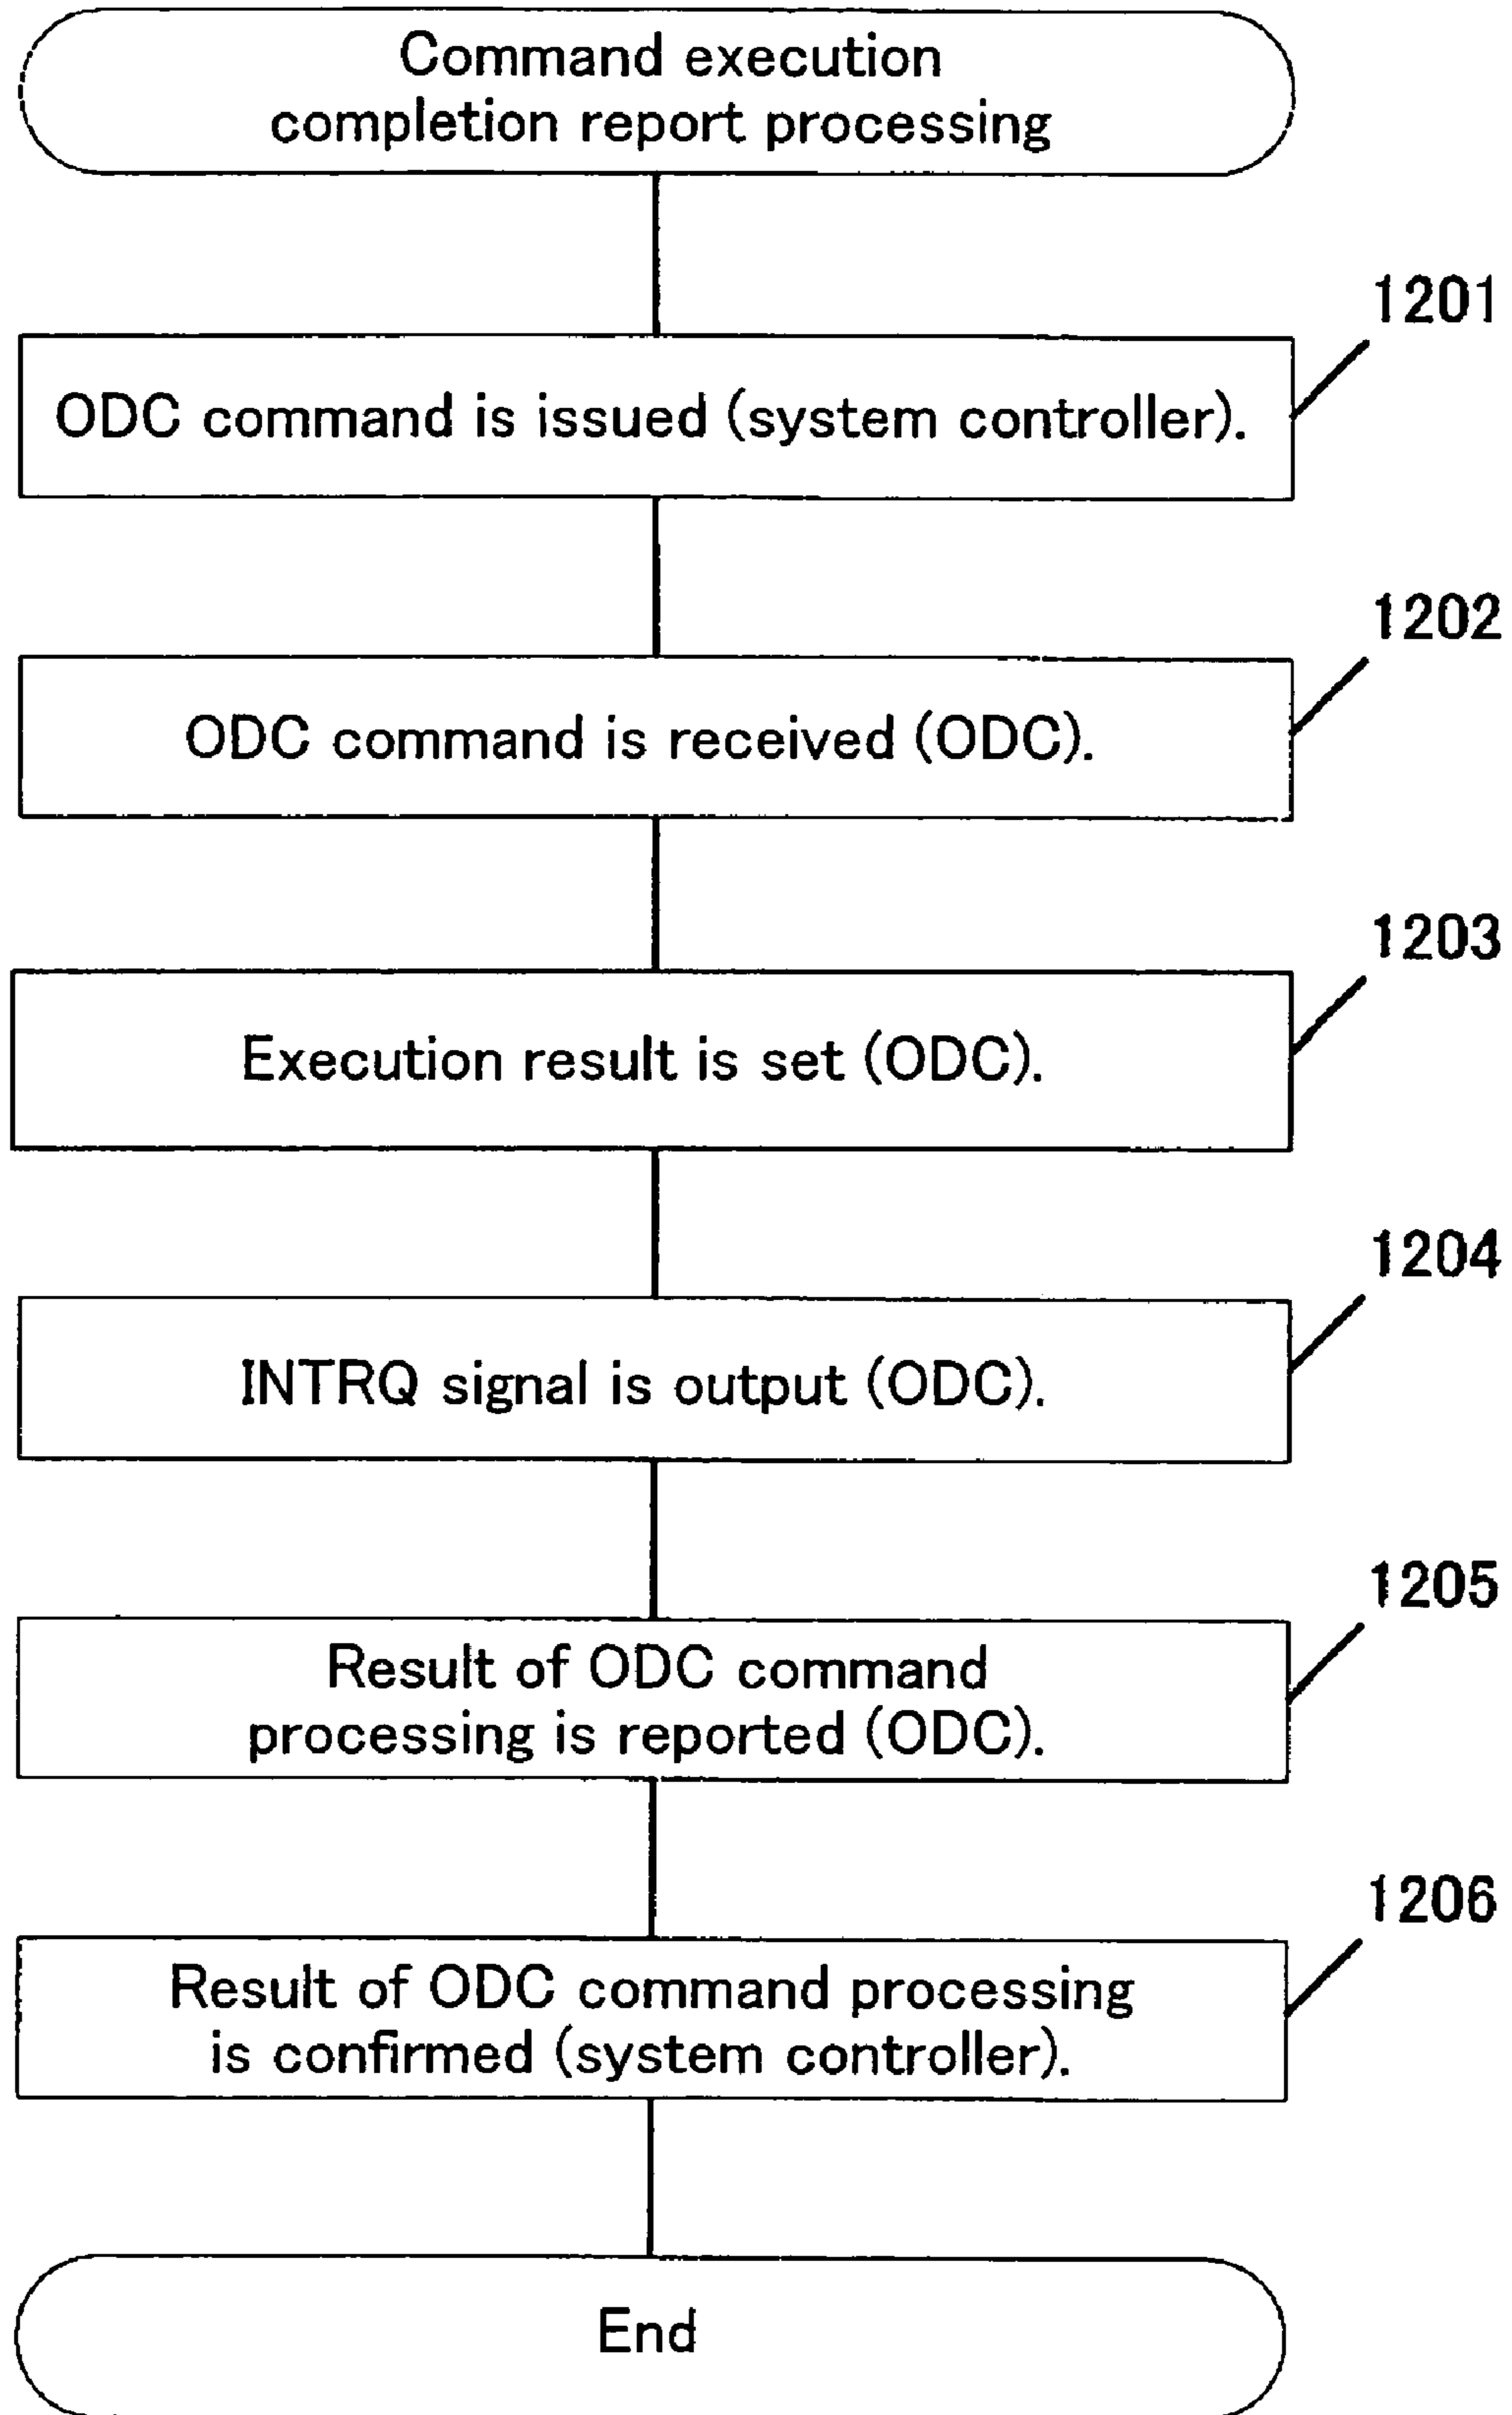 Command execution
completion report processing
1201
ODC command is issued (system controller).
1202
ODC command is received (ODC).
1203
Execution result is set (ODC).
1204
INTRQ signal is output (ODC).
1205
Result of ODC command
processing is reported (ODC).
1206
Result of ODC command processing
is confirmed (system controller).
End